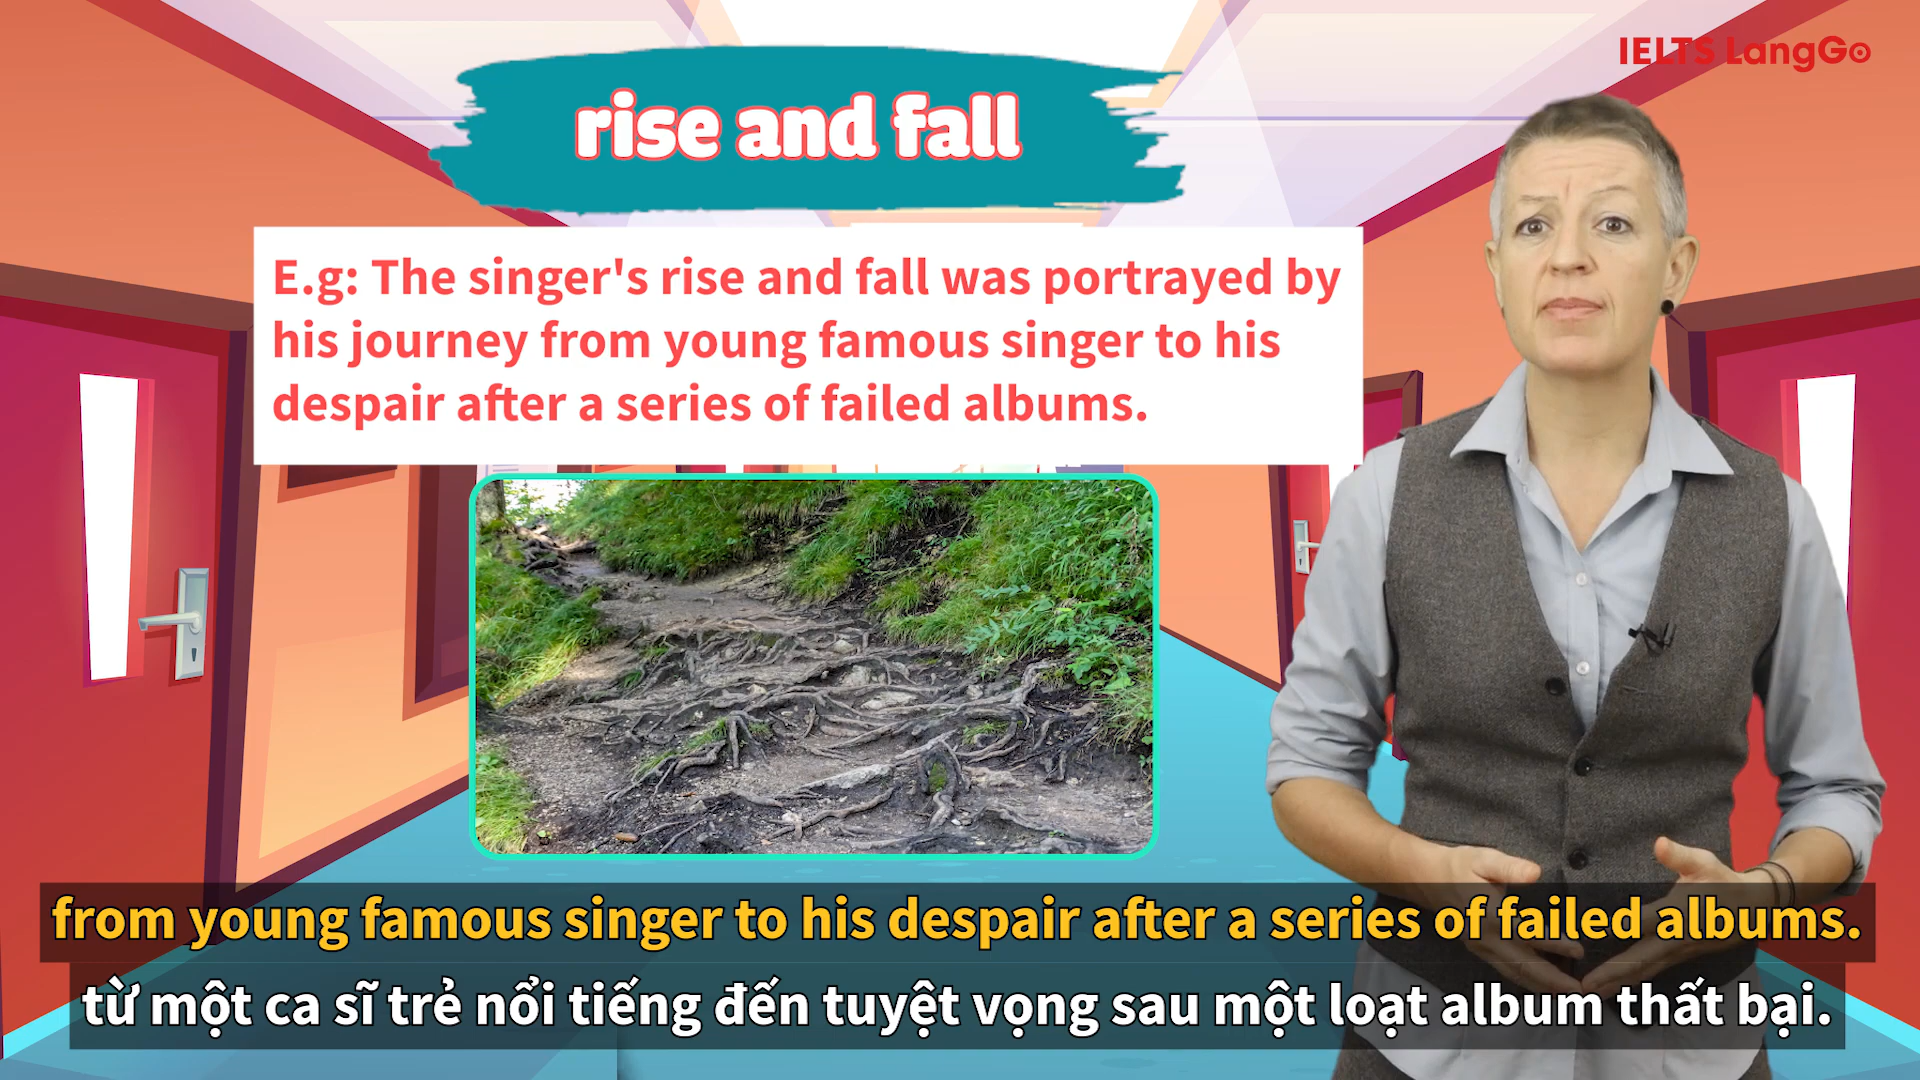 IELTS LangGo
rise and fall
E.g: The singer's rise and fall was portrayed by
his journey from young famous singer to his
despair after a series of failed albums.
from young famous singer to his despair after a series of failed albums.
từ một ca sĩ trẻ nổi tiếng đến tuyệt vọng sau một loạt album thất bại.